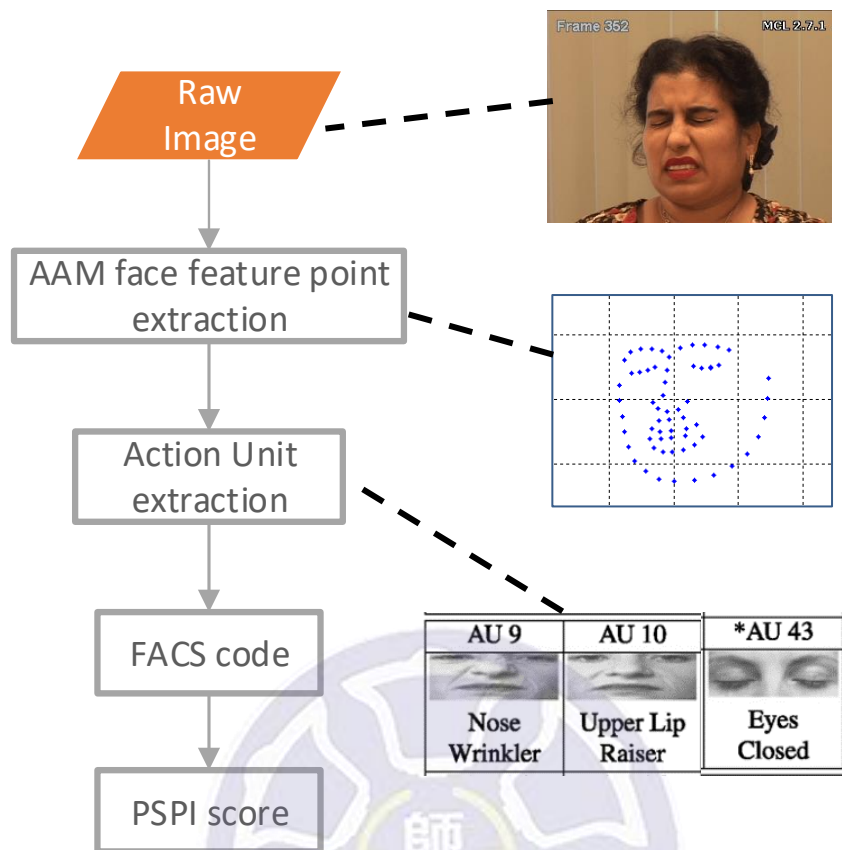 Raw
Image
Frame 352
MCL 2.7.1
AAM face feature point
extraction
Action Unit
extraction
AU 9
AU 10
*AU 43
Nose
Wrinkler
Upper Lip
Raiser
Eyes
Closed
FACS code
PSPI score
師